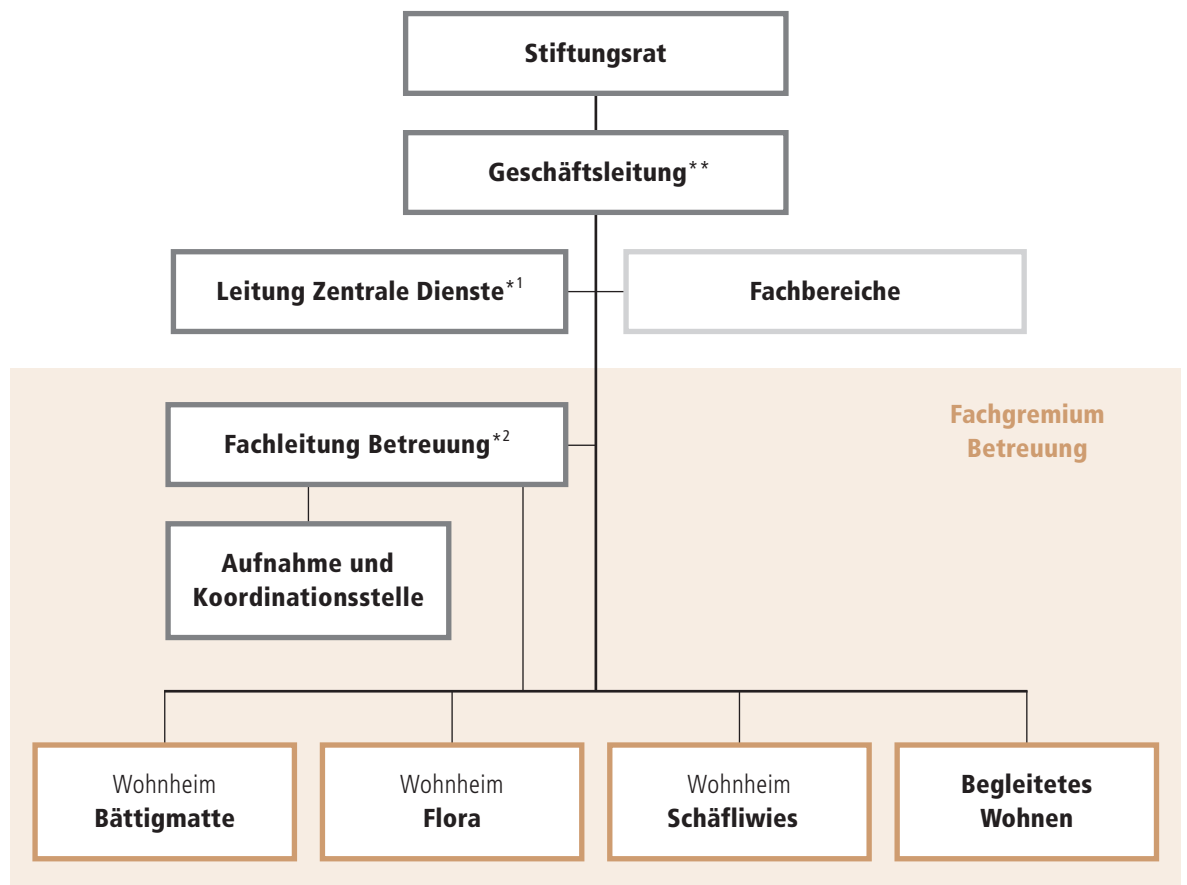 Stiftungsrat
Geschäftsleitung**
Leitung Zentrale Dienste*1
Fachbereiche
Fachgremium
Betreuung
Fachleitung Betreuung*2
Aufnahme und
Koordinationsstelle
Wohnheim
Bättigmatte
Wohnheim
Flora
Wohnheim
Schäfliwies
Begleitetes
Wohnen